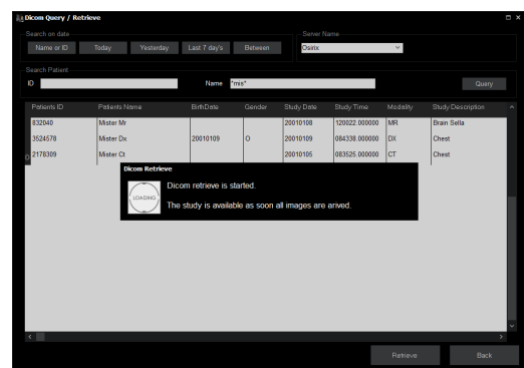 Dicom Query / Retrieve
Search on date
Server Name
Name or ID Today Yesterday Last 7 day's Between
Osirix
Search Patient
ID Name *mis* Query
Patients ID Patients Name BirthDate Gender Study Date Study Time Modality Study Description
832040 Mister Mr 20010108 120022.000000 MR Brain Sella
3524578 Mister Dx 20010109 O 20010109 084338.000000 DX Chest
2178309 Mister Ct 20010105 083525.000000 CT Chest
Dicom Retrieve
LOADING
Dicom retrieve is started.
The study is available as soon all images are arived.
Retrieve Back